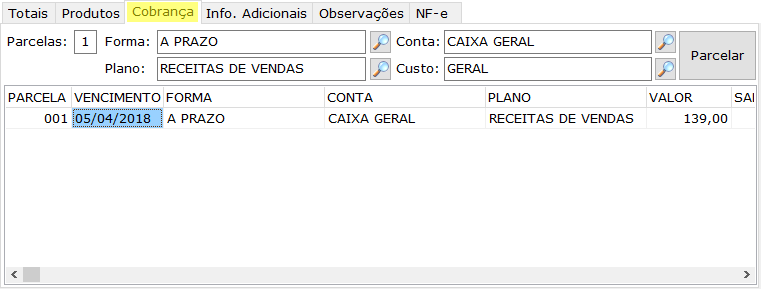 Totais Produtos Cobrança Info. Adicionais Observações NF-e
Parcelas: 1 Forma: A PRAZO Conta: CAIXA GERAL Parcelar
Plano: RECEITAS DE VENDAS Custo: GERAL
PARCELA VENCIMENTO FORMA CONTA PLANO VALOR SAI
001 05/04/2018 A PRAZO CAIXA GERAL RECEITAS DE VENDAS 139,00